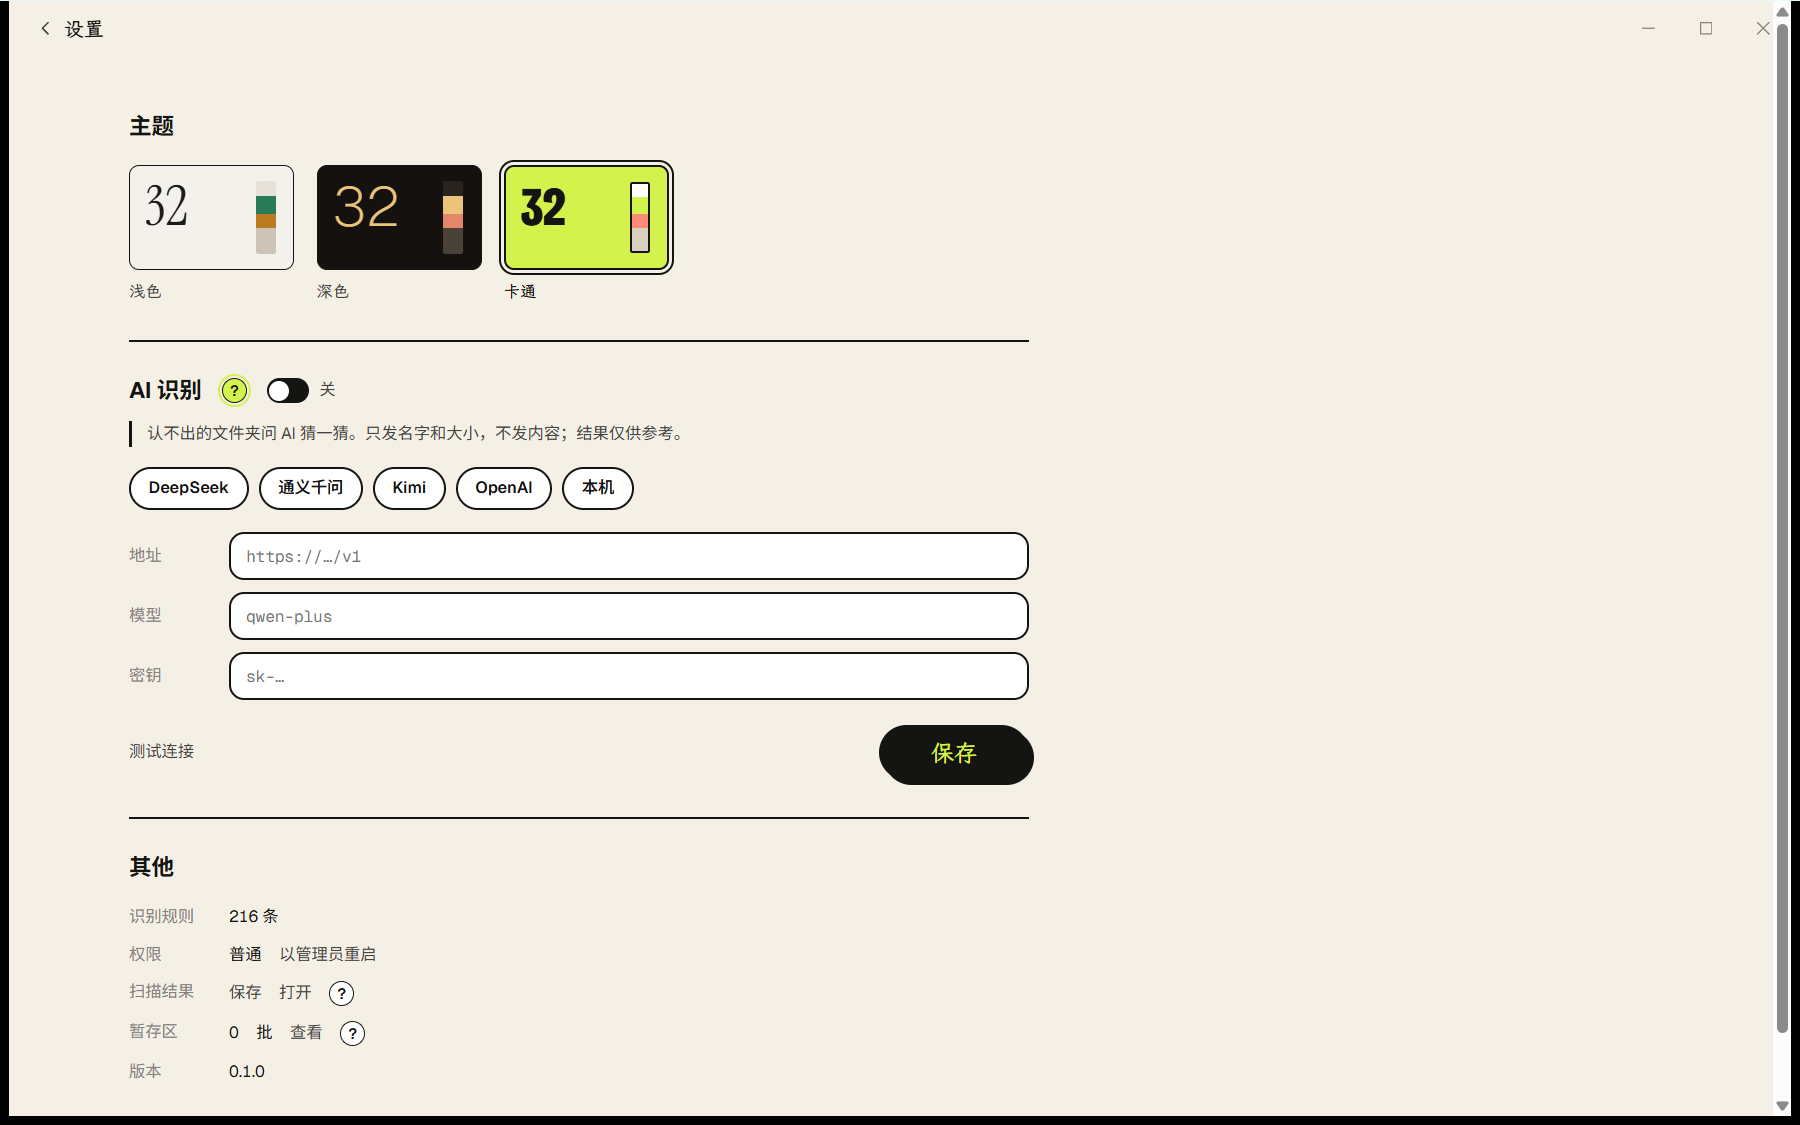 设置
主题
32 32 32
浅色 深色 卡通
AI 识别 ? 关
认不出的文件夹问 AI 猜一猜。只发名字和大小，不发内容；结果仅供参考。
DeepSeek 通义千问 Kimi OpenAI 本机
地址 https://…/v1
模型 qwen-plus
密钥 sk-…
测试连接 保存
其他
识别规则 216 条
权限 普通 以管理员重启
扫描结果 保存 打开 ?
暂存区 0 批 查看 ?
版本 0.1.0